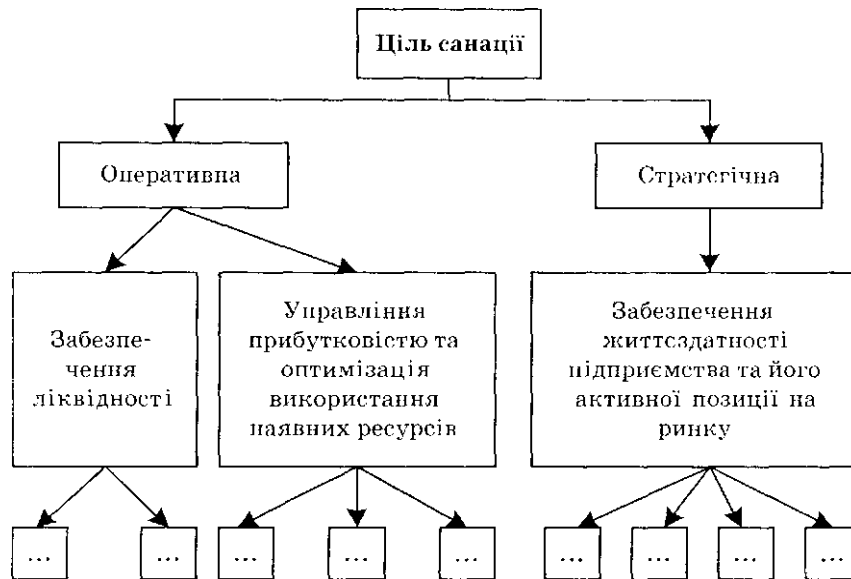 Ціль санації
Оперативна
Стратегічна
Забезпе-
чення
ліквідності
Управління
прибутковістю та
оптимізація
використання
наявних ресурсів
Забезпечення
життєздатності
підприємства та його
активної позиції на
ринку
... ... ... ... ... ... ... ... ...